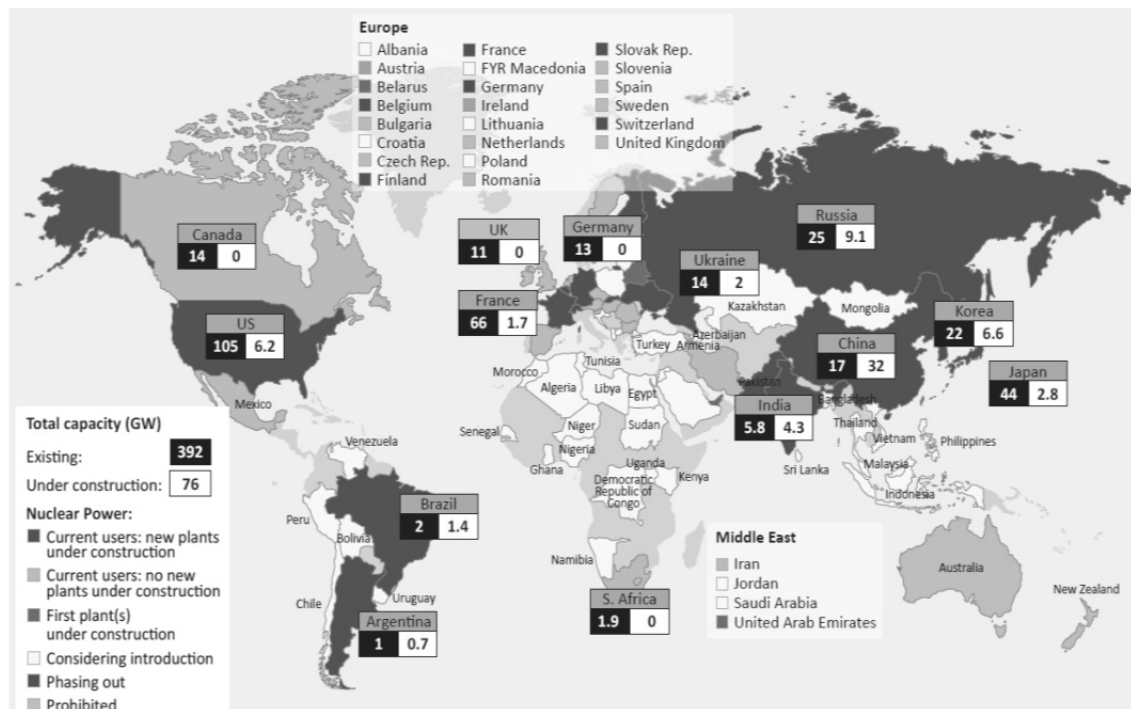 Europe
Albania
Austria
Belarus
Belgium
Bulgaria
Croatia
Czech Rep.
Finland
France
FYR Macedonia
Germany
Ireland
Lithuania
Netherlands
Poland
Romania
Slovak Rep.
Slovenia
Spain
Sweden
Switzerland
United Kingdom
Canada
14 0
US
105 6.2
Mexico
UK
11 0
Germany
13 0
France
66 1.7
Ukraine
14 2
Russia
25 9.1
Kazakhstan
Mongolia
Azerbaijan
Armenia
Turkey
Korea
22 6.6
China
17 32
Japan
44 2.8
Tunisia
Morocco
Algeria
Libya
Egypt
Pakistan
India
5.8 4.3
Bangladesh
Thailand
Vietnam
Philippines
Sri Lanka
Malaysia
Indonesia
Senegal
Niger
Nigeria
Sudan
Ghana
Uganda
Kenya
Democratic
Republic of
Congo
Namibia
S. Africa
1.9 0
Venezuela
Peru
Brazil
2 1.4
Bolivia
Chile
Uruguay
Argentina
1 0.7
Australia
New Zealand
Middle East
Iran
Jordan
Saudi Arabia
United Arab Emirates
Total capacity (GW)
Existing: 392
Under construction: 76
Nuclear Power:
Current users: new plants
under construction
Current users: no new
plants under construction
First plant(s)
under construction
Considering introduction
Phasing out
Prohibited